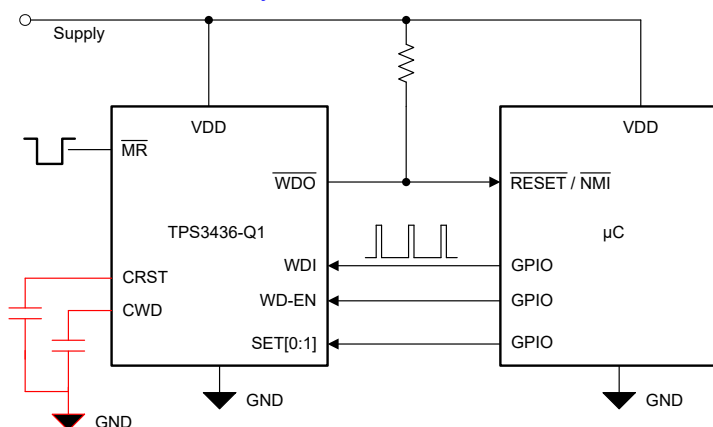 Supply
VDD
VDD
MR
WDO
RESET / NMI
TPS3436-Q1
µC
WDI
GPIO
CRST
WD-EN
GPIO
CWD
SET[0:1]
GPIO
GND
GND
GND